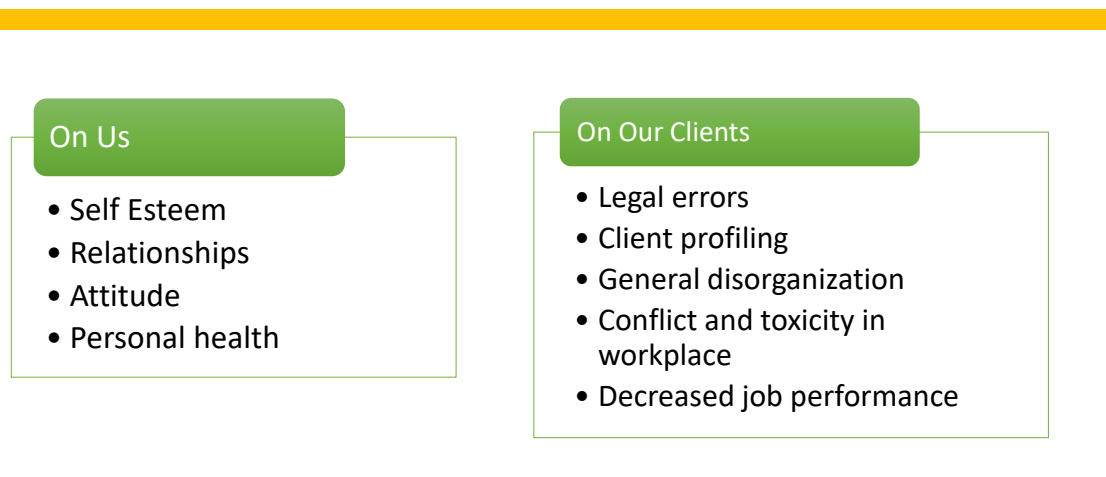 On Us
• Self Esteem
• Relationships
• Attitude
• Personal health
On Our Clients
• Legal errors
• Client profiling
• General disorganization
• Conflict and toxicity in
workplace
• Decreased job performance